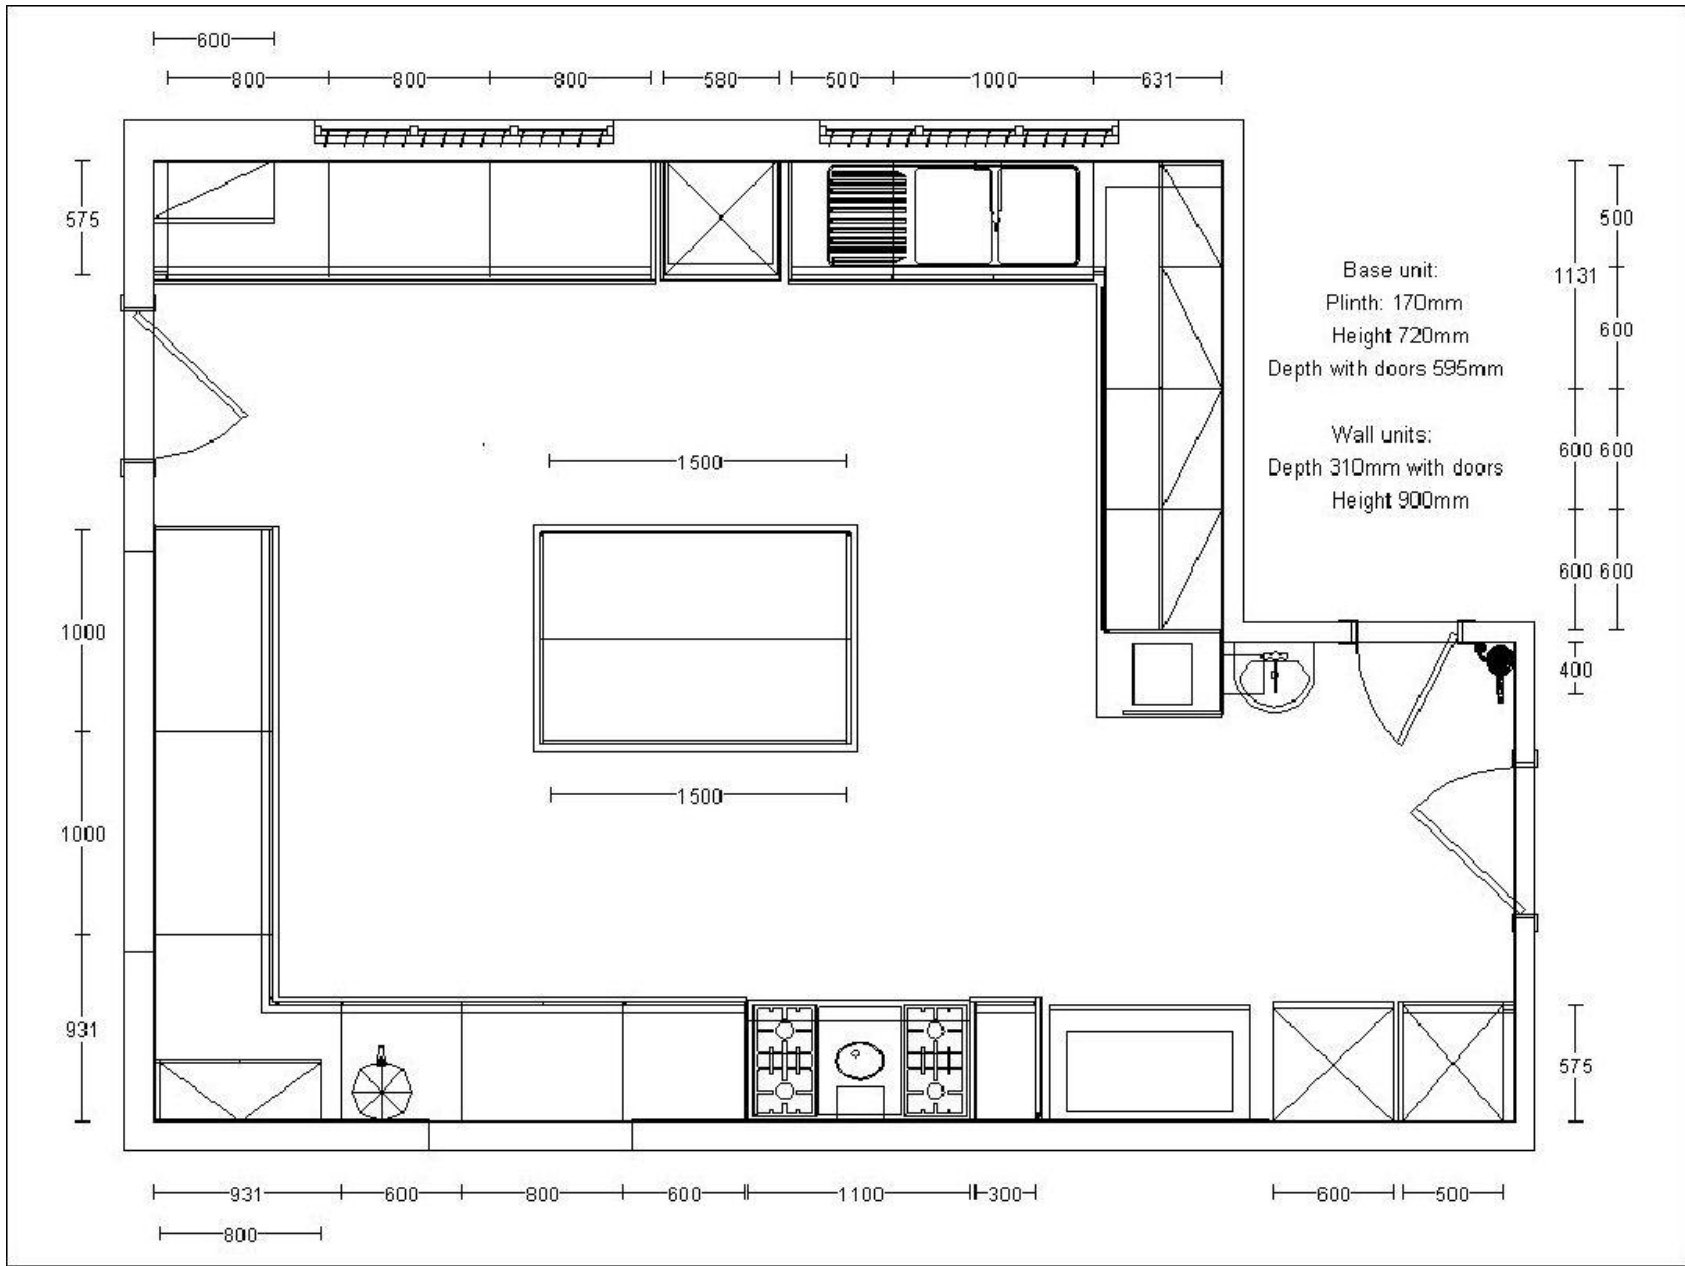 600
800 800 800 580 500 1000 631
575
500
1131
Base unit:
Plinth: 170mm
Height 720mm
Depth with doors 595mm
600
Wall units:
Depth 310mm with doors
Height 900mm
600 600
1500
600 600
1000
400
1500
1000
931
575
931 600 800 600 1100 300 600 500
800